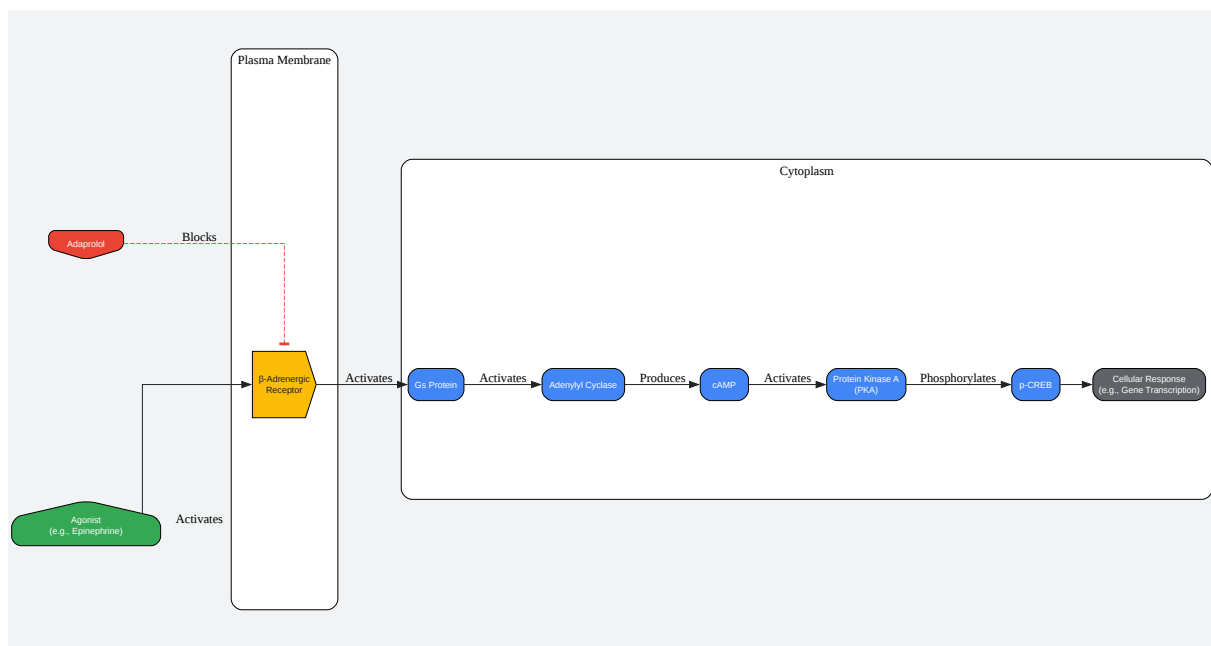 Plasma Membrane
Cytoplasm
Blocks
Adaprolol
β-Adrenergic
Receptor
Activates
Gs Protein
Activates
Adenylyl Cyclase
Produces
cAMP
Activates
Protein Kinase A
(PKA)
Phosphorylates
p-CREB
Cellular Response
(e.g., Gene Transcription)
Agonist
(e.g., Epinephrine)
Activates